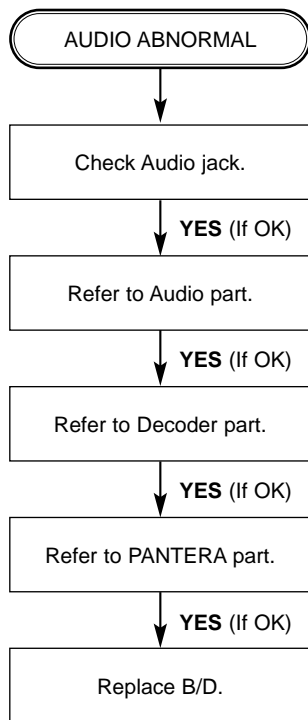 AUDIO ABNORMAL
Check Audio jack.
YES (If OK)
Refer to Audio part.
YES (If OK)
Refer to Decoder part.
YES (If OK)
Refer to PANTERA part.
YES (If OK)
Replace B/D.